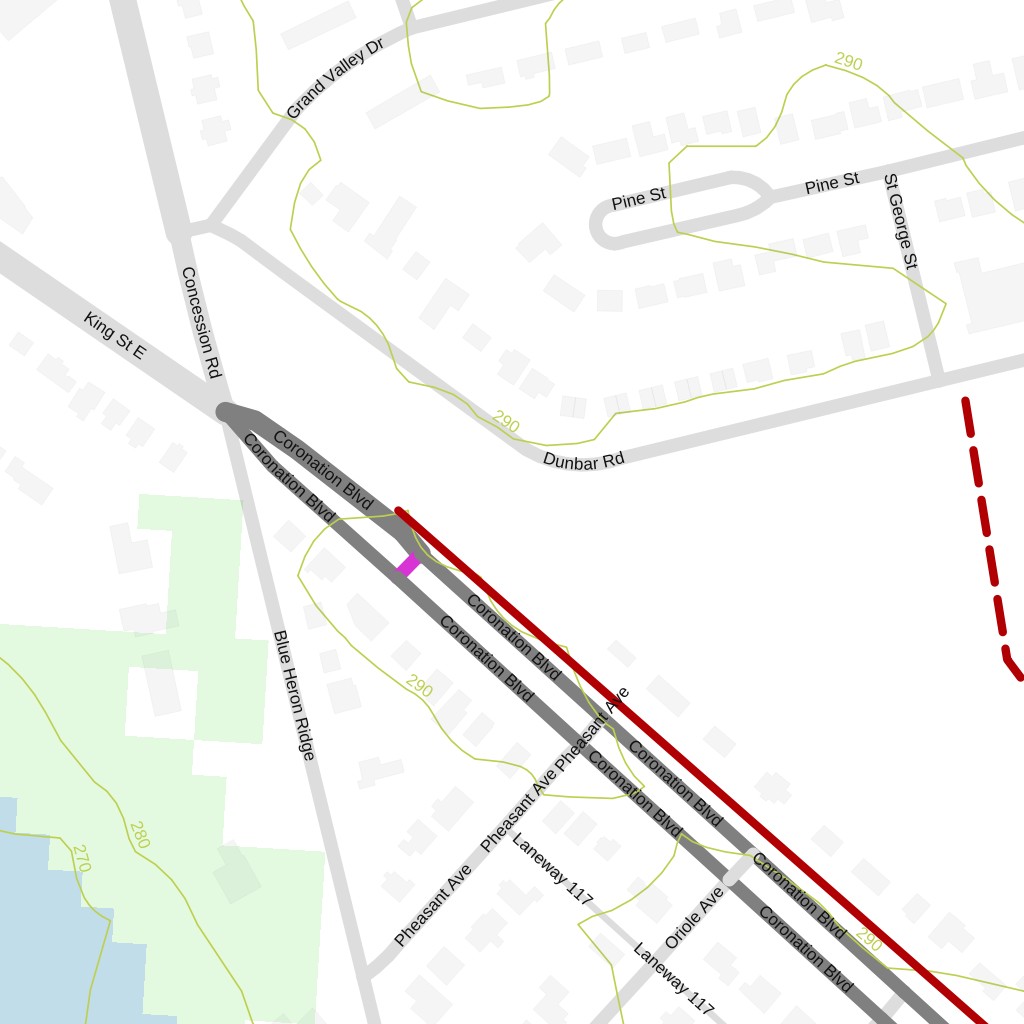 290
Grand Valley Dr
Pine St
Pine St
St George St
Concession Rd
King St E
290
Dunbar Rd
Coronation Blvd
Coronation Blvd
Coronation Blvd
Coronation Blvd
Blue Heron Ridge
290
Pheasant Ave
Coronation Blvd
Coronation Blvd
Pheasant Ave
280
270
Laneway 117
Coronation Blvd
Pheasant Ave
Oriole Ave
Coronation Blvd
290
Laneway 117